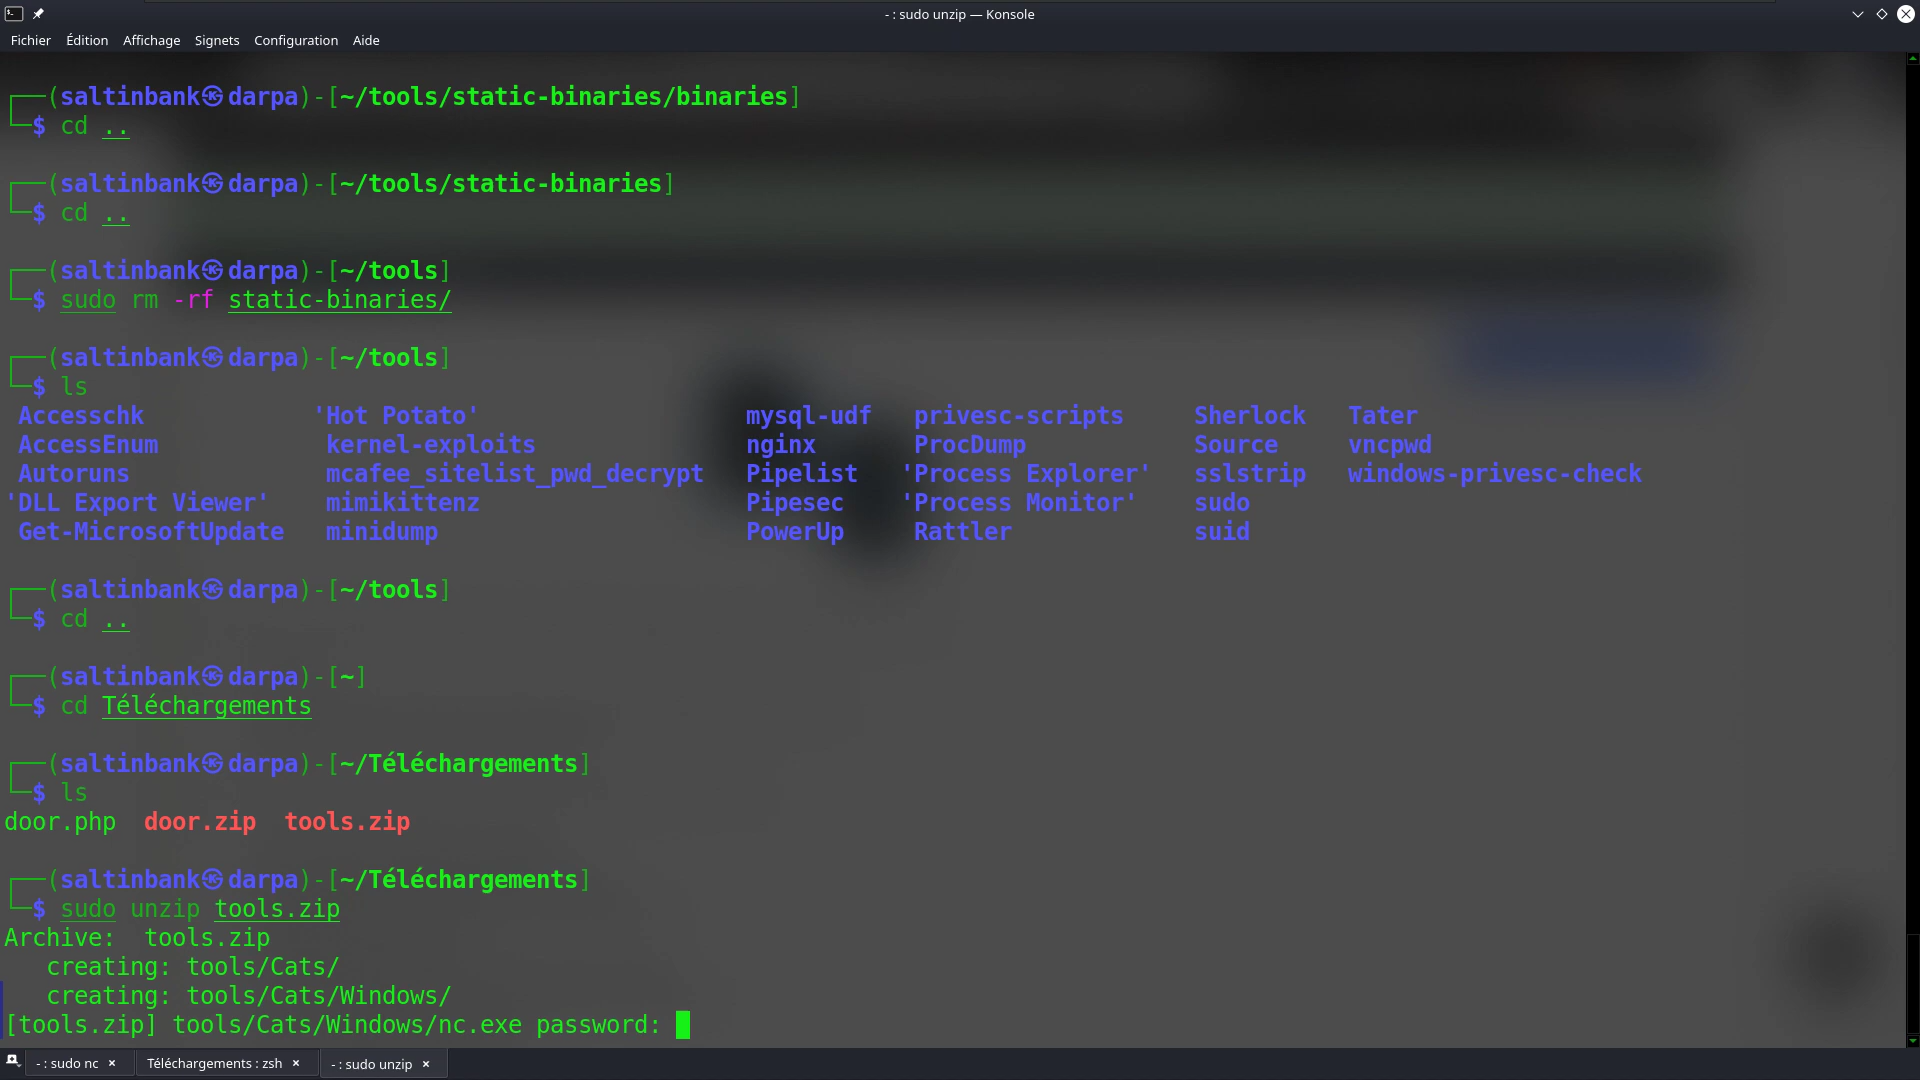 - : sudo unzip — Konsole
Fichier Édition Affichage Signets Configuration Aide
┌──(saltinbank㉿darpa)-[~/tools/static-binaries/binaries]
└─$ cd ..
┌──(saltinbank㉿darpa)-[~/tools/static-binaries]
└─$ cd ..
┌──(saltinbank㉿darpa)-[~/tools]
└─$ sudo rm -rf static-binaries/
┌──(saltinbank㉿darpa)-[~/tools]
└─$ ls
 Accesschk            'Hot Potato'                   mysql-udf   privesc-scripts     Sherlock   Tater
 AccessEnum            kernel-exploits               nginx       ProcDump            Source     vncpwd
 Autoruns              mcafee_sitelist_pwd_decrypt   Pipelist   'Process Explorer'   sslstrip   windows-privesc-check
'DLL Export Viewer'    mimikittenz                   Pipesec    'Process Monitor'    sudo
 Get-MicrosoftUpdate   minidump                      PowerUp     Rattler             suid
┌──(saltinbank㉿darpa)-[~/tools]
└─$ cd ..
┌──(saltinbank㉿darpa)-[~]
└─$ cd Téléchargements
┌──(saltinbank㉿darpa)-[~/Téléchargements]
└─$ ls
door.php  door.zip  tools.zip
┌──(saltinbank㉿darpa)-[~/Téléchargements]
└─$ sudo unzip tools.zip
Archive:  tools.zip
   creating: tools/Cats/
   creating: tools/Cats/Windows/
[tools.zip] tools/Cats/Windows/nc.exe password:
- : sudo nc × Téléchargements : zsh × - : sudo unzip ×